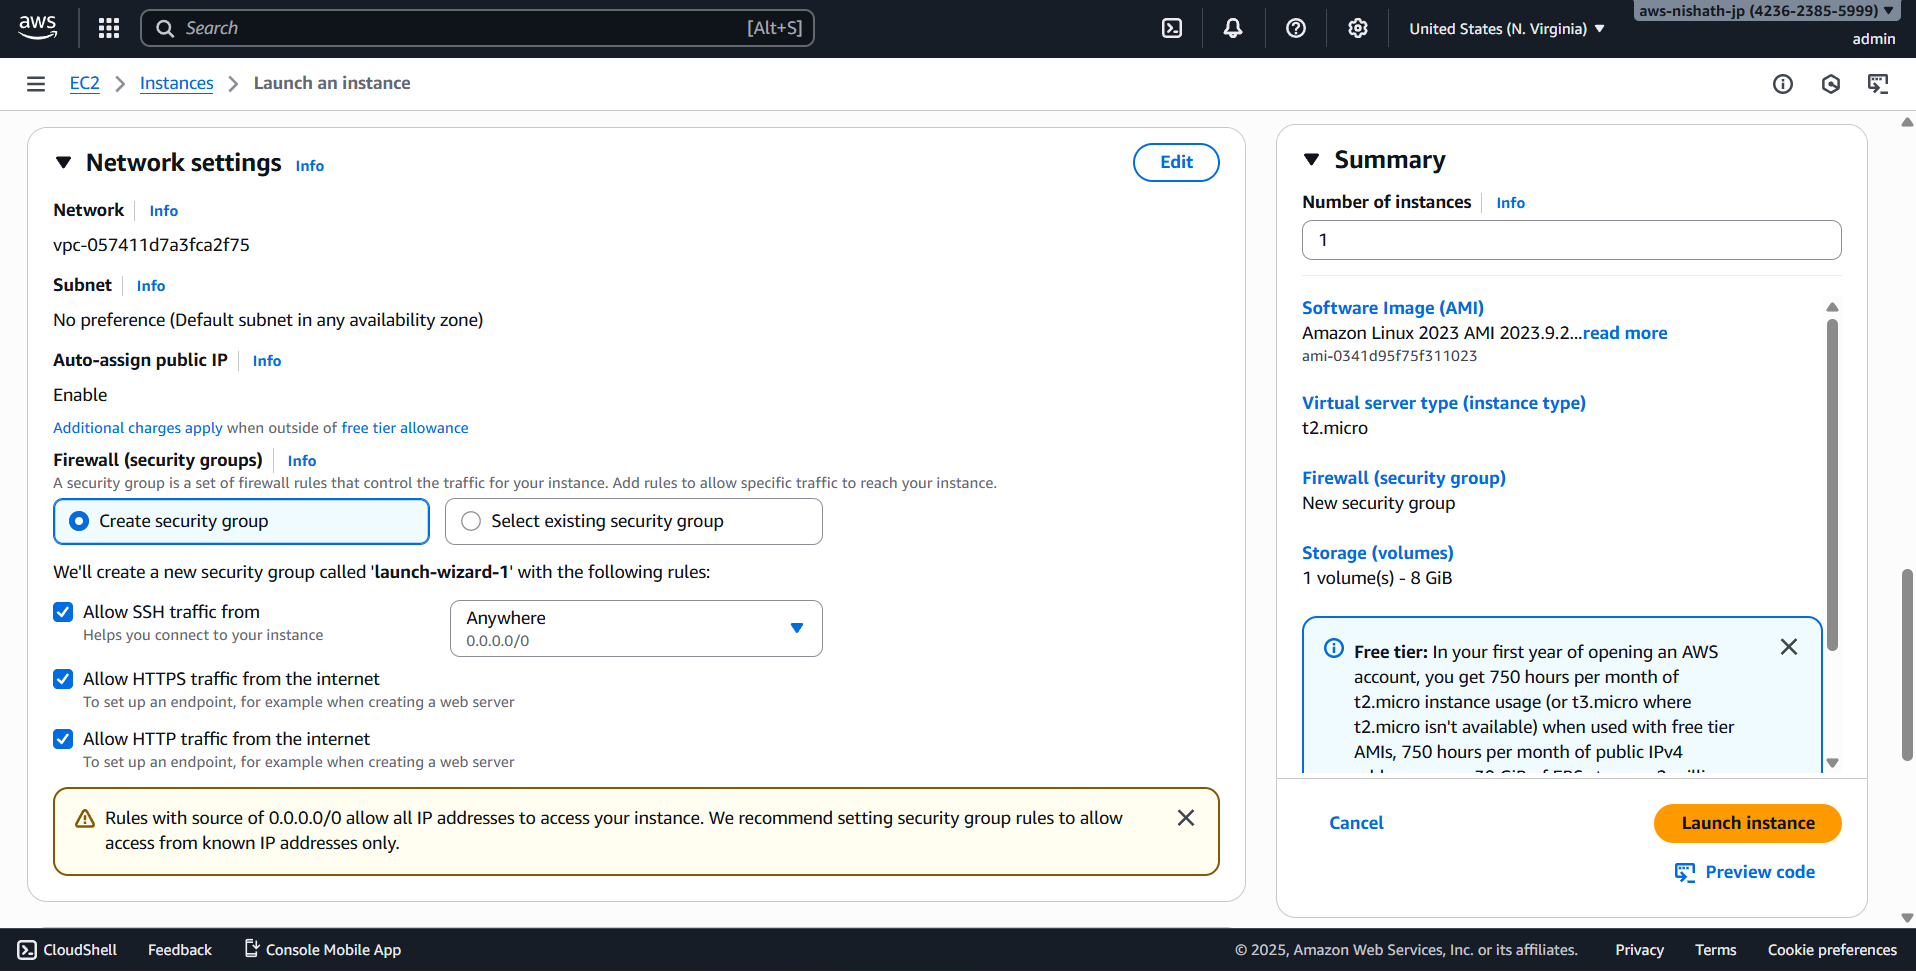 aws
Search [Alt+S]
United States (N. Virginia)
aws-nishath-jp (4236-2385-5999)
admin
EC2 Instances Launch an instance
Network settings Info
Edit
Network Info
vpc-057411d7a3fca2f75
Subnet Info
No preference (Default subnet in any availability zone)
Auto-assign public IP Info
Enable
Additional charges apply when outside of free tier allowance
Firewall (security groups) Info
A security group is a set of firewall rules that control the traffic for your instance. Add rules to allow specific traffic to reach your instance.
Create security group
Select existing security group
We'll create a new security group called 'launch-wizard-1' with the following rules:
Allow SSH traffic from
Helps you connect to your instance
Anywhere
0.0.0.0/0
Allow HTTPS traffic from the internet
To set up an endpoint, for example when creating a web server
Allow HTTP traffic from the internet
To set up an endpoint, for example when creating a web server
Rules with source of 0.0.0.0/0 allow all IP addresses to access your instance. We recommend setting security group rules to allow
access from known IP addresses only.
Summary
Number of instances Info
1
Software Image (AMI)
Amazon Linux 2023 AMI 2023.9.2...read more
ami-0341d95f75f311023
Virtual server type (instance type)
t2.micro
Firewall (security group)
New security group
Storage (volumes)
1 volume(s) - 8 GiB
Free tier: In your first year of opening an AWS
account, you get 750 hours per month of
t2.micro instance usage (or t3.micro where
t2.micro isn't available) when used with free tier
AMIs, 750 hours per month of public IPv4
Cancel
Launch instance
Preview code
CloudShell Feedback Console Mobile App
© 2025, Amazon Web Services, Inc. or its affiliates. Privacy Terms Cookie preferences